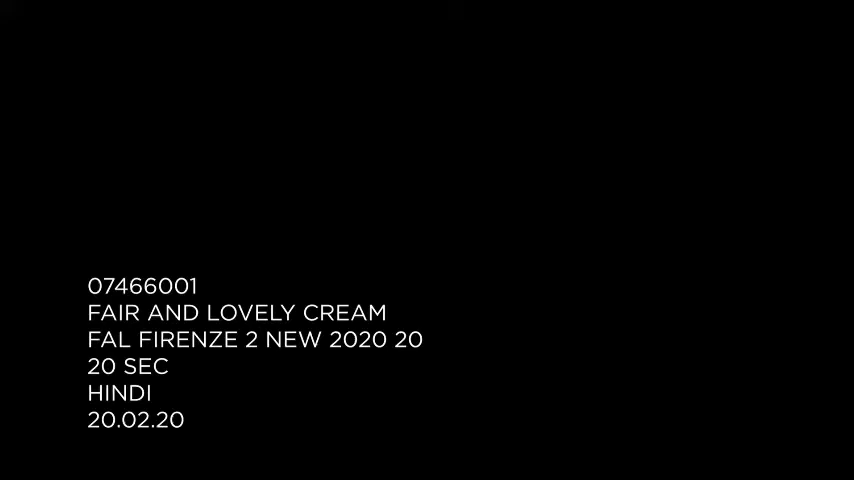 07466001
FAIR AND LOVELY CREAM
FAL FIRENZE 2 NEW 2020 20
20 SEC
HINDI
20.02.20